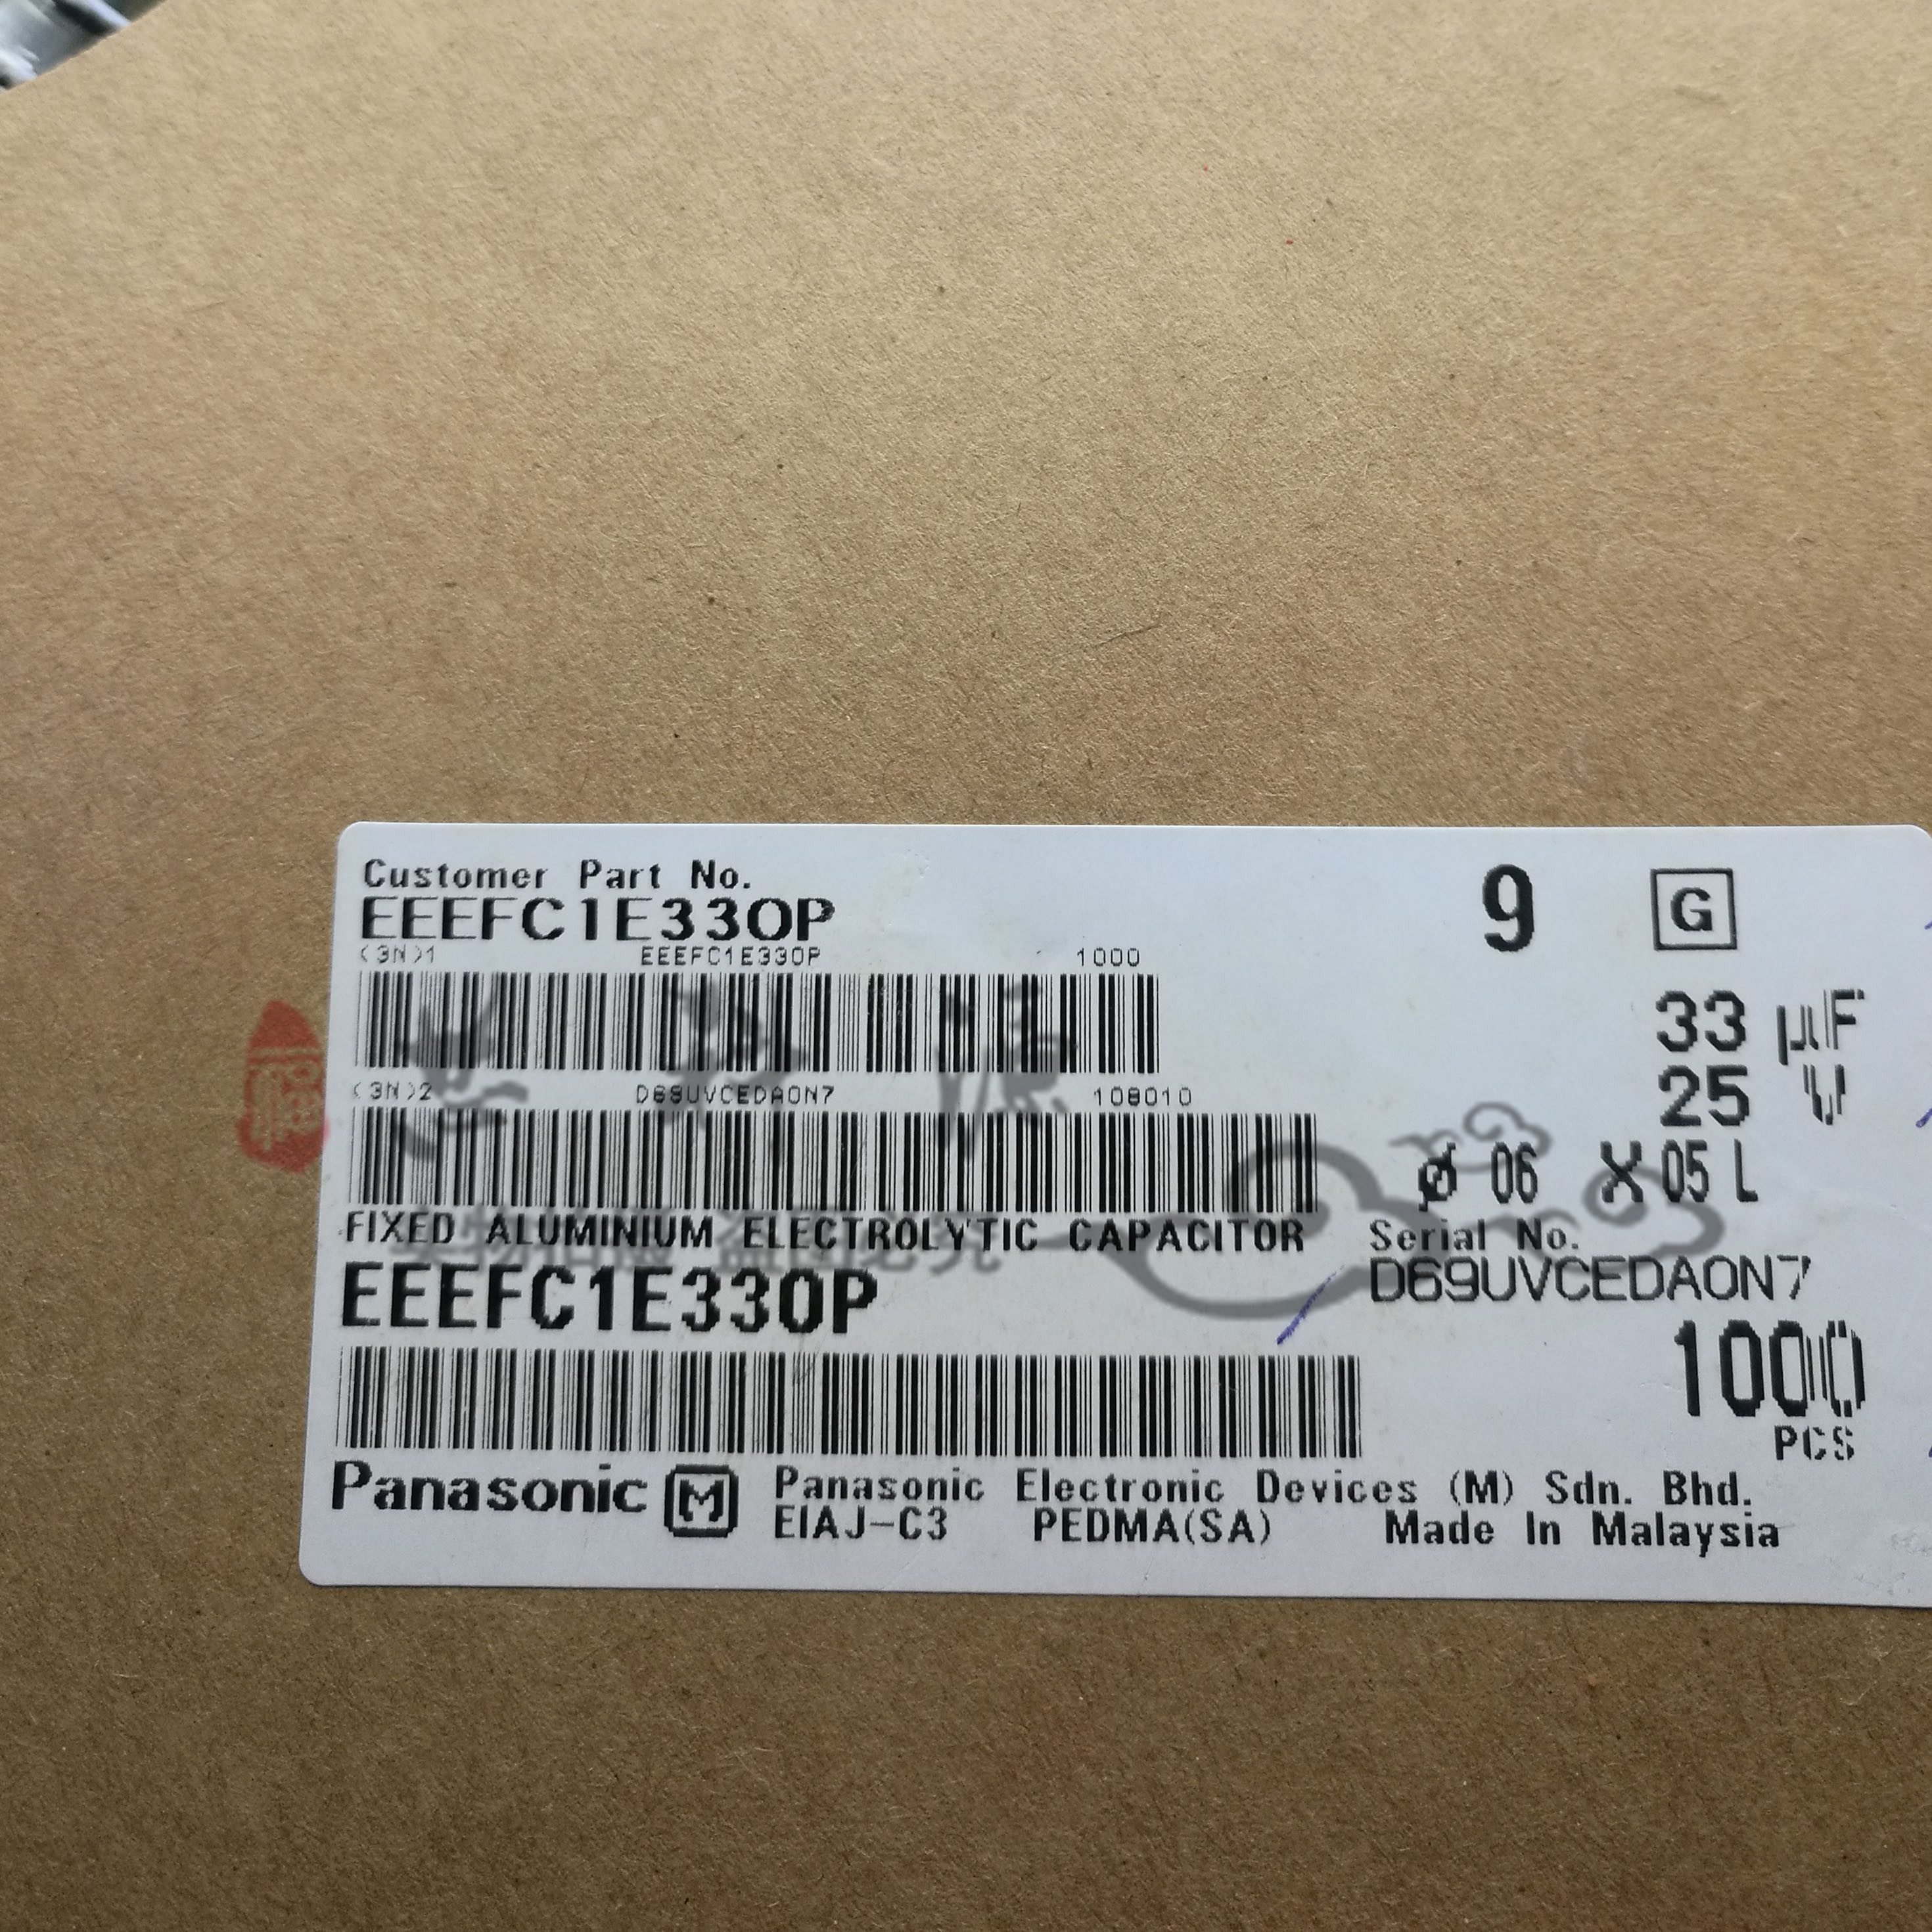 Customer Part No.
EEEFC1E330P
9 G
(3N)1 EEEFC1E330P 1000
33 µF
25 V
(3N)2 D69UVCEDAON7 108010
ø 06 X 05 L
FIXED ALUMINIUM ELECTROLYTIC CAPACITOR
Serial No.
EEEFC1E330P
D69UVCEDAON7
1000
PCS
Panasonic M Panasonic Electronic Devices (M) Sdn. Bhd.
EIAJ-C3 PEDMA(SA) Made In Malaysia